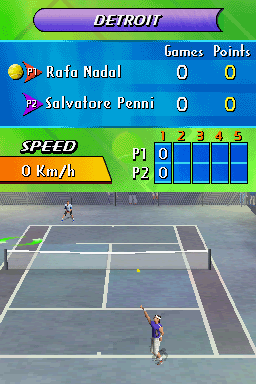 DETROIT
Games Points
P1 Rafa Nadal 0 0
P2 Salvatore Penni 0 0
SPEED
0 Km/h
1 2 3 4 5
P1 0
P2 0